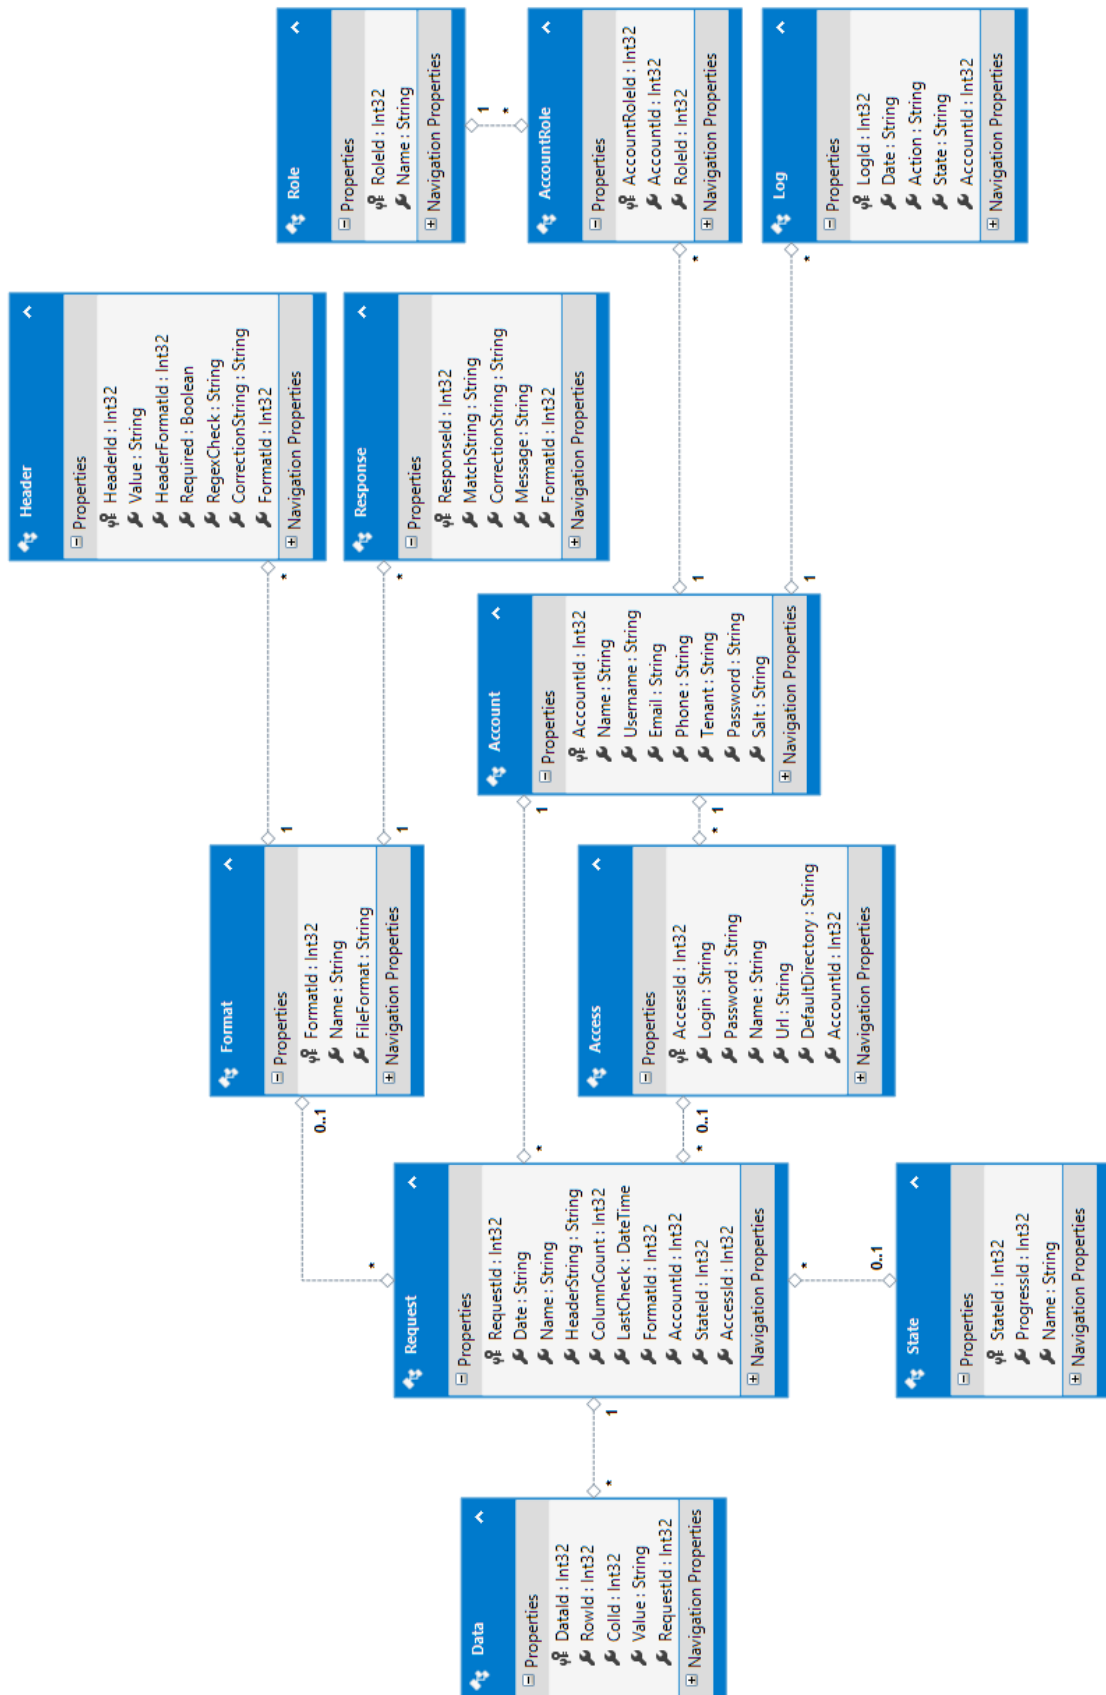 Header
Properties
HeaderId : Int32
Value : String
HeaderFormatId : Int32
Required : Boolean
RegexCheck : String
CorrectionString : String
FormatId : Int32
Navigation Properties
Role
Properties
RoleId : Int32
Name : String
Navigation Properties
1
*
Format
Properties
FormatId : Int32
Name : String
FileFormat : String
Navigation Properties
1
*
1
*
0..1
*
Response
Properties
ResponseId : Int32
MatchString : String
CorrectionString : String
Message : String
FormatId : Int32
Navigation Properties
AccountRole
Properties
AccountRoleId : Int32
AccountId : Int32
RoleId : Int32
Navigation Properties
Data
Properties
DataId : Int32
RowId : Int32
ColId : Int32
Value : String
RequestId : Int32
Navigation Properties
*
1
Request
Properties
RequestId : Int32
Date : String
Name : String
HeaderString : String
ColumnCount : Int32
LastCheck : DateTime
FormatId : Int32
AccountId : Int32
StateId : Int32
AccessId : Int32
Navigation Properties
*
1
*
0..1
Account
Properties
AccountId : Int32
Name : String
Username : String
Email : String
Phone : String
Tenant : String
Password : String
Salt : String
Navigation Properties
1
*
1
*
Access
Properties
AccessId : Int32
Login : String
Password : String
Name : String
Url : String
DefaultDirectory : String
AccountId : Int32
Navigation Properties
*
1
Log
Properties
LogId : Int32
Date : String
Action : String
State : String
AccountId : Int32
Navigation Properties
*
0..1
State
Properties
StateId : Int32
ProgressId : Int32
Name : String
Navigation Properties